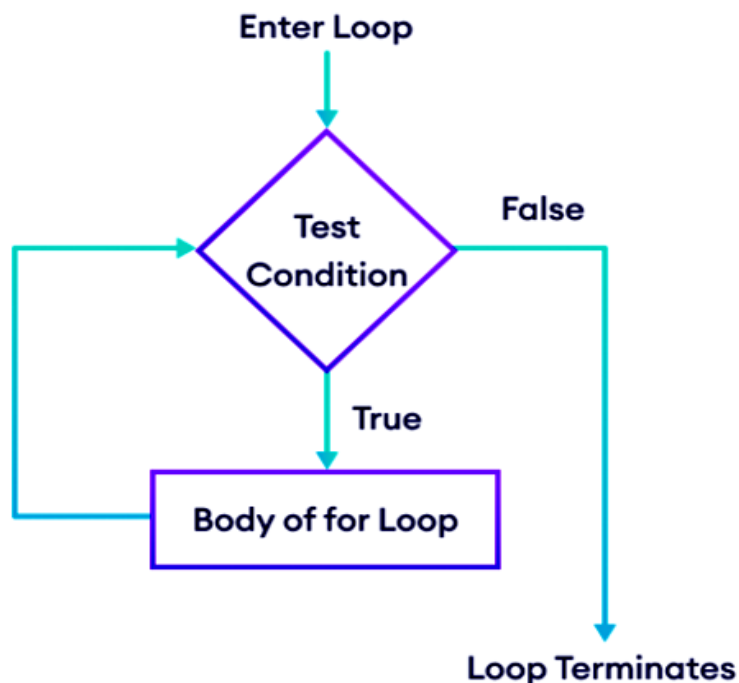 Enter Loop
False
Test
Condition
True
Body of for Loop
Loop Terminates